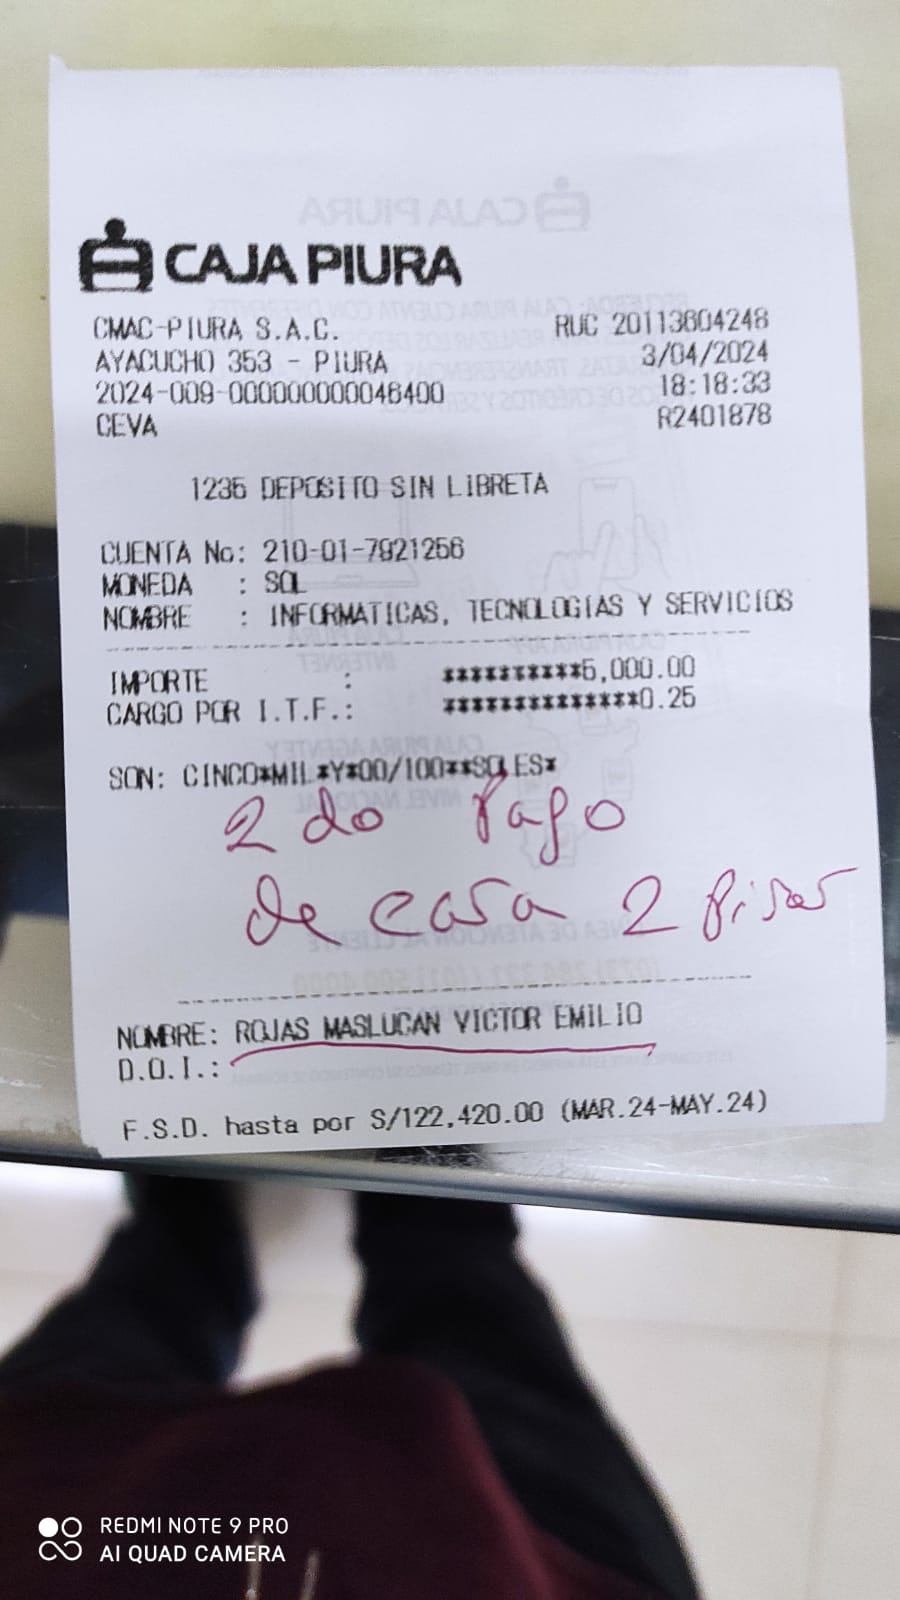 CAJA PIURA
CMAC-PIURA S.A.C. RUC 20113604248
AYACUCHO 353 - PIURA 3/04/2024
2024-009-000000000046400 18:18:33
CEVA R2401878
1235 DEPOSITO SIN LIBRETA
CUENTA No: 210-01-7921256
MONEDA : SOL
NOMBRE : INFORMATICAS, TECNOLOGIAS Y SERVICIOS
IMPORTE : **********5,000.00
CARGO POR I.T.F.: **************0.25
SON: CINCO*MIL*Y*00/100**SOLES*
2do Pago
de casa 2 pisos
NOMBRE: ROJAS MASLUCAN VICTOR EMILIO
D.O.I.:
F.S.D. hasta por S/122,420.00 (MAR.24-MAY.24)
REDMI NOTE 9 PRO
AI QUAD CAMERA